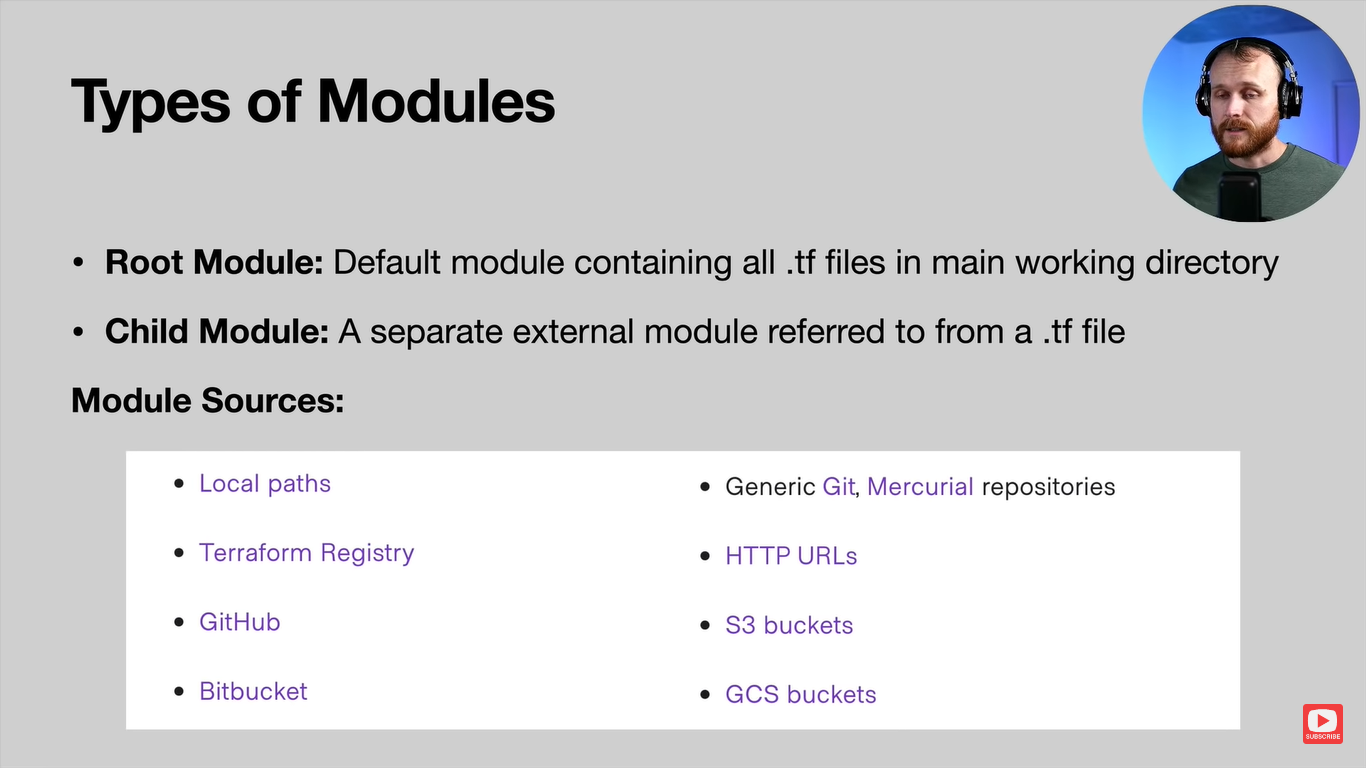 Types of Modules
• Root Module: Default module containing all .tf files in main working directory
• Child Module: A separate external module referred to from a .tf file
Module Sources:
• Local paths
• Terraform Registry
• GitHub
• Bitbucket
• Generic Git, Mercurial repositories
• HTTP URLs
• S3 buckets
• GCS buckets
SUBSCRIBE